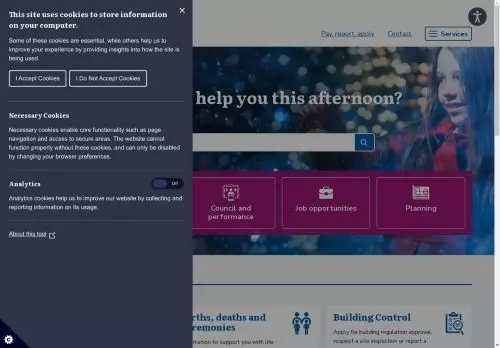 This site uses cookies to store information
on your computer.
Some of these cookies are essential, while others help us to
improve your experience by providing insights into how the site is
being used.
I Accept Cookies
I Do Not Accept Cookies
Necessary Cookies
Necessary cookies enable core functionality such as page
navigation and access to secure areas. The website cannot
function properly without these cookies, and can only be disabled
by changing your browser preferences.
Analytics
Off
Analytics cookies help us to improve our website by collecting and
reporting information on its usage.
About this tool
Pay, report, apply
Contact
Services
help you this afternoon?
Council and
performance
Job opportunities
Planning
rths, deaths and
remonies
rmation to support you with life
Building Control
Apply for building regulation approval,
request a site inspection or report a